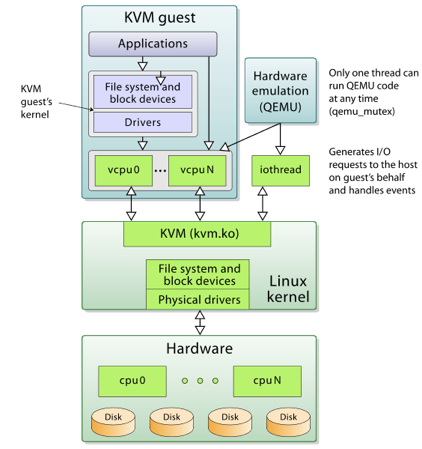 KVM guest
Applications
File system and
block devices
Drivers
KVM
guest's
kernel
Hardware
emulation
(QEMU)
Only one thread can
run QEMU code
at any time
(qemu_mutex)
vcpu0
...
vcpuN
iothread
Generates I/O
requests to the host
on guest's behalf
and handles events
KVM (kvm.ko)
File system and
block devices
Physical drivers
Linux
kernel
Hardware
cpu0
cpuN
Disk
Disk
Disk
Disk